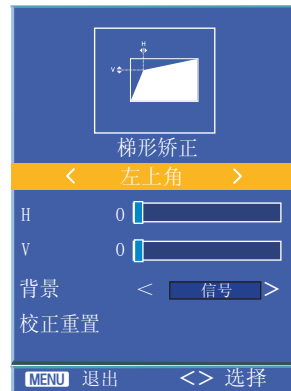 H
V
梯形矫正
< 左上角 >
H 0
V 0
背景 < 信号 >
校正重置
MENU 退出 <> 选择